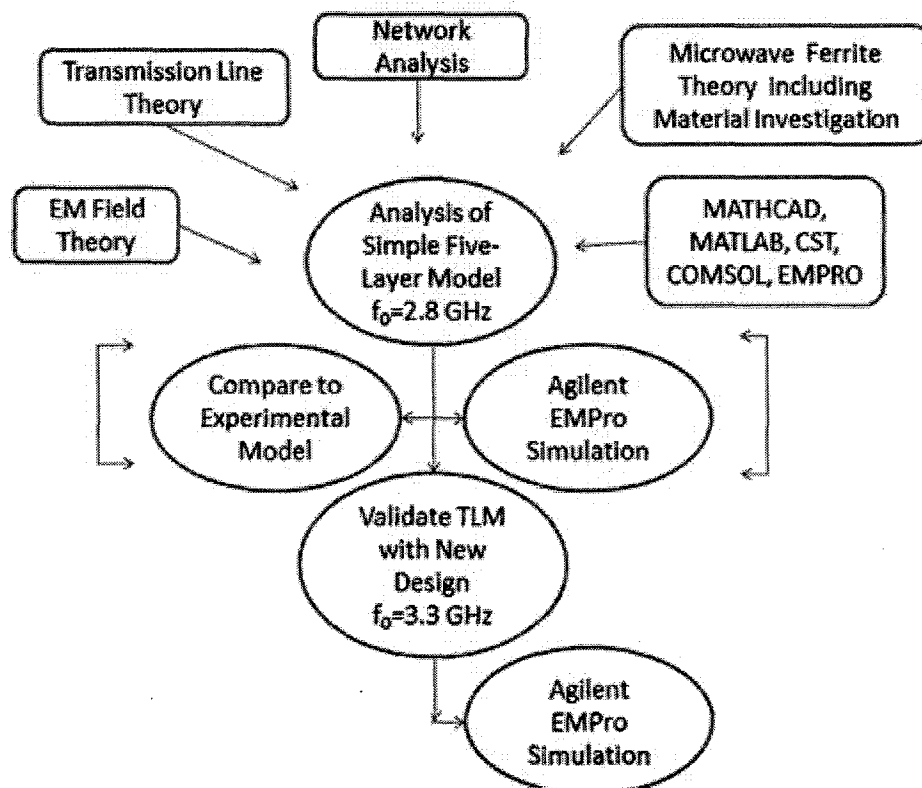 Network
Analysis
Transmission Line
Theory
Microwave Ferrite
Theory Including
Material Investigation
EM Field
Theory
Analysis of
Simple Five-
Layer Model
f₀=2.8 GHz
MATHCAD,
MATLAB, CST,
COMSOL, EMPRO
Compare to
Experimental
Model
Agilent
EMPro
Simulation
Validate TLM
with New
Design
f₀=3.3 GHz
Agilent
EMPro
Simulation